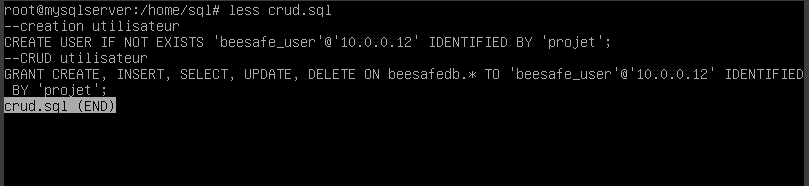 root@mysqlserver:/home/sql# less crud.sql
--creation utilisateur
CREATE USER IF NOT EXISTS 'beesafe_user'@'10.0.0.12' IDENTIFIED BY 'projet';
--CRUD utilisateur
GRANT CREATE, INSERT, SELECT, UPDATE, DELETE ON beesafedb.* TO 'beesafe_user'@'10.0.0.12' IDENTIFIED
 BY 'projet';
crud.sql (END)